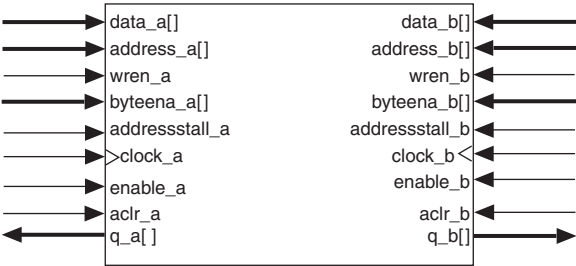 data_a[] data_b[]
address_a[] address_b[]
wren_a wren_b
byteena_a[] byteena_b[]
addressstall_a addressstall_b
clock_a clock_b
enable_a enable_b
aclr_a aclr_b
q_a[ ] q_b[]